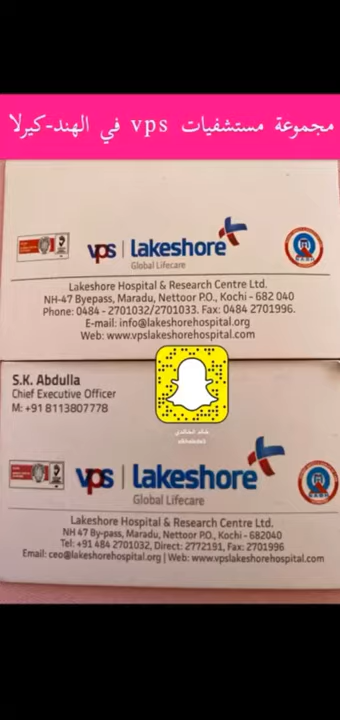 مجموعة مستشفيات vps في الهند-كيرلا
vps | lakeshore
Global Lifecare
Lakeshore Hospital & Research Centre Ltd.
NH-47 Byepass, Maradu, Nettoor P.O., Kochi - 682 040
Phone: 0484 - 2701032/2701033. Fax: 0484 2701996.
E-mail: info@lakeshorehospital.org
Web: www.vpslakeshorehospital.com
S.K. Abdulla
Chief Executive Officer
M: +91 8113807778
خالد الخالدي
vps | lakeshore
Global Lifecare
Lakeshore Hospital & Research Centre Ltd.
NH 47 By-pass, Maradu, Nettoor P.O., Kochi - 682040
Tel: +91 484 2701032, Direct: 2772191, Fax: 2701996
Email: ceo@lakeshorehospital.org | Web: www.vpslakeshorehospital.com